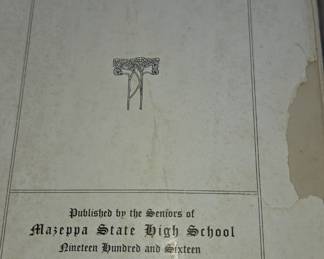 Published by the Seniors of
Mazeppa State High School
Nineteen Hundred and Sixteen